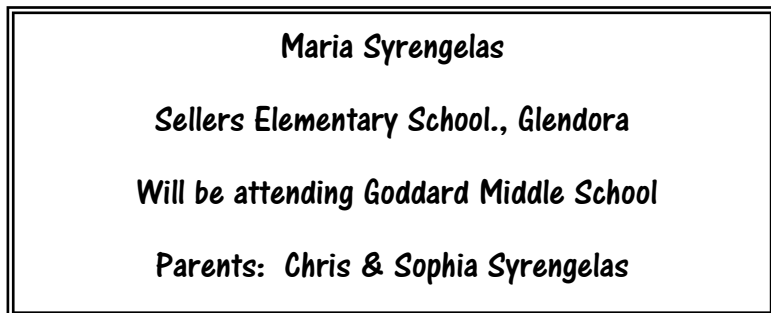 Maria Syrengelas
Sellers Elementary School., Glendora
Will be attending Goddard Middle School
Parents:  Chris & Sophia Syrengelas